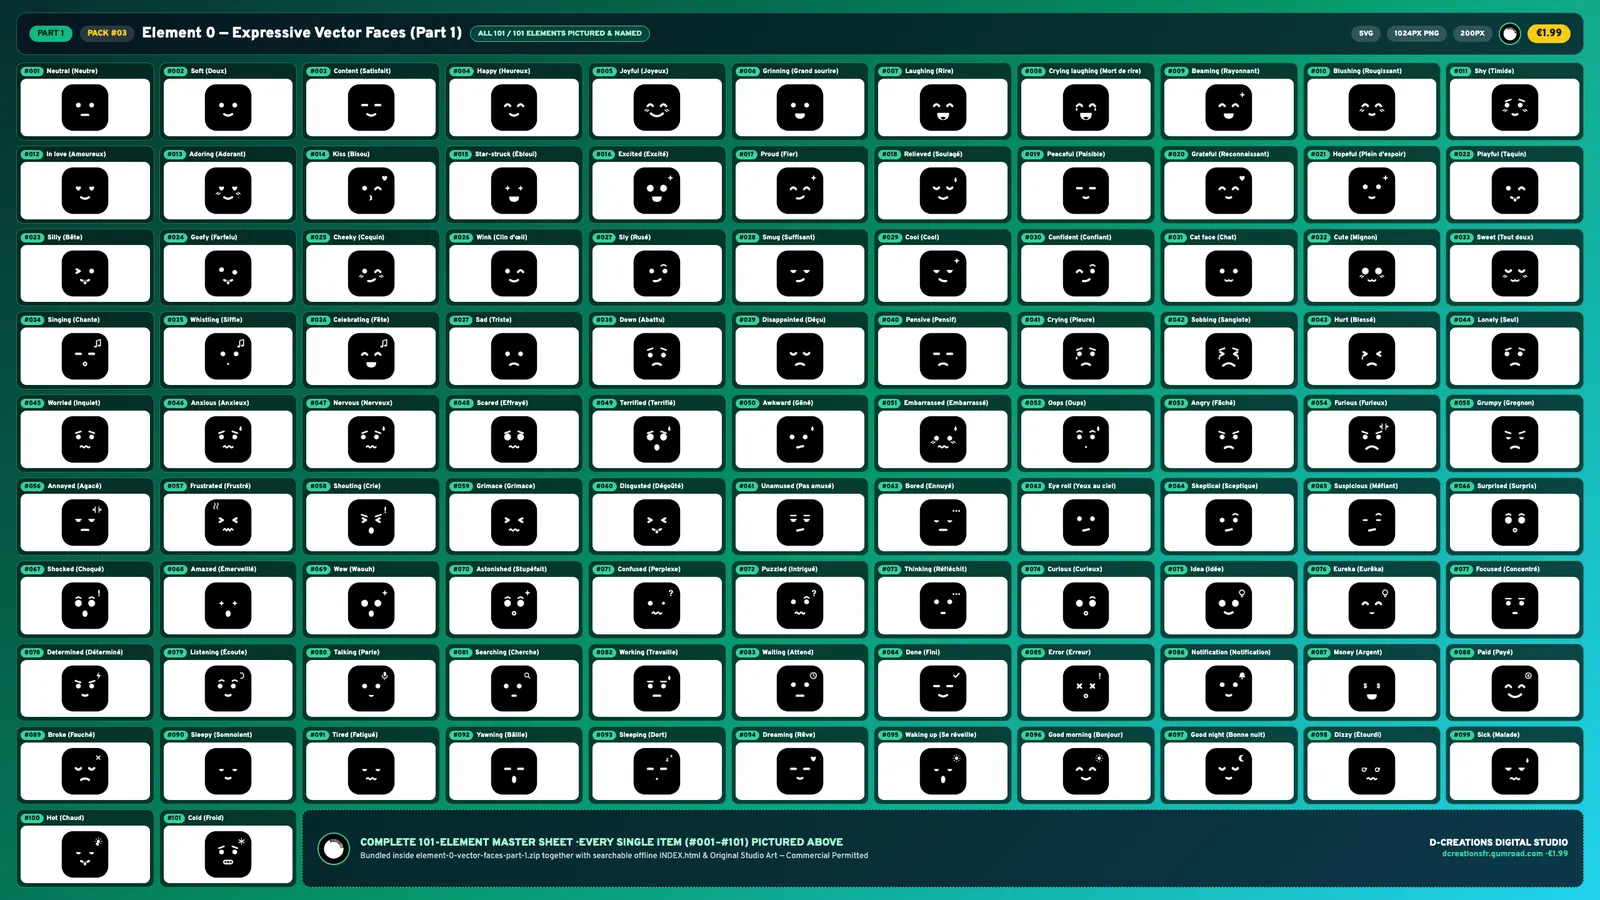 PART 1 PACK #03 Element 0 – Expressive Vector Faces (Part 1) ALL 101 / 101 ELEMENTS PICTURED & NAMED SVG 1024PX PNG 200PX €1.99
#001 Neutral (Neutre) #002 Soft (Doux) #003 Content (Satisfait) #004 Happy (Heureux) #005 Joyful (Joyeux) #006 Grinning (Grand sourire) #007 Laughing (Rire) #008 Crying laughing (Mort de rire) #009 Beaming (Rayonnant) #010 Blushing (Rougissant) #011 Shy (Timide)
#012 In love (Amoureux) #013 Adoring (Adorant) #014 Kiss (Bisou) #015 Star-struck (Ébloui) #016 Excited (Excité) #017 Proud (Fier) #018 Relieved (Soulagé) #019 Peaceful (Paisible) #020 Grateful (Reconnaissant) #021 Hopeful (Plein d'espoir) #022 Playful (Taquin)
#023 Silly (Bête) #024 Goofy (Farfelu) #025 Cheeky (Coquin) #026 Wink (Clin d'œil) #027 Sly (Rusé) #028 Smug (Suffisant) #029 Cool (Cool) #030 Confident (Confiant) #031 Cat face (Chat) #032 Cute (Mignon) #033 Sweet (Tout doux)
#034 Singing (Chante) #035 Whistling (Siffle) #036 Celebrating (Fête) #037 Sad (Triste) #038 Down (Abattu) #039 Disappointed (Déçu) #040 Pensive (Pensif) #041 Crying (Pleure) #042 Sobbing (Sanglote) #043 Hurt (Blessé) #044 Lonely (Seul)
#045 Worried (Inquiet) #046 Anxious (Anxieux) #047 Nervous (Nerveux) #048 Scared (Effrayé) #049 Terrified (Terrifié) #050 Awkward (Gêné) #051 Embarrassed (Embarrassé) #052 Oops (Oups) #053 Angry (Fâché) #054 Furious (Furieux) #055 Grumpy (Grognon)
#056 Annoyed (Agacé) #057 Frustrated (Frustré) #058 Shouting (Crie) #059 Grimace (Grimace) #060 Disgusted (Dégoûté) #061 Unamused (Pas amusé) #062 Bored (Ennuyé) #063 Eye roll (Yeux au ciel) #064 Skeptical (Sceptique) #065 Suspicious (Méfiant) #066 Surprised (Surpris)
#067 Shocked (Choqué) #068 Amazed (Émerveillé) #069 Wow (Waouh) #070 Astonished (Stupéfait) #071 Confused (Perplexe) #072 Puzzled (Intrigué) #073 Thinking (Réfléchit) #074 Curious (Curieux) #075 Idea (Idée) #076 Eureka (Eurêka) #077 Focused (Concentré)
#078 Determined (Déterminé) #079 Listening (Écoute) #080 Talking (Parle) #081 Searching (Cherche) #082 Working (Travaille) #083 Waiting (Attend) #084 Done (Fini) #085 Error (Erreur) #086 Notification (Notification) #087 Money (Argent) #088 Paid (Payé)
#089 Broke (Fauché) #090 Sleepy (Somnolent) #091 Tired (Fatigué) #092 Yawning (Bâille) #093 Sleeping (Dort) #094 Dreaming (Rêve) #095 Waking up (Se réveille) #096 Good morning (Bonjour) #097 Good night (Bonne nuit) #098 Dizzy (Étourdi) #099 Sick (Malade)
#100 Hot (Chaud) #101 Cold (Froid)
COMPLETE 101-ELEMENT MASTER SHEET · EVERY SINGLE ITEM (#001–#101) PICTURED ABOVE
Bundled inside element-0-vector-faces-part-1.zip together with searchable offline INDEX.html & Original Studio Art — Commercial Permitted
D-CREATIONS DIGITAL STUDIO
dcreationsfr.gumroad.com · €1.99